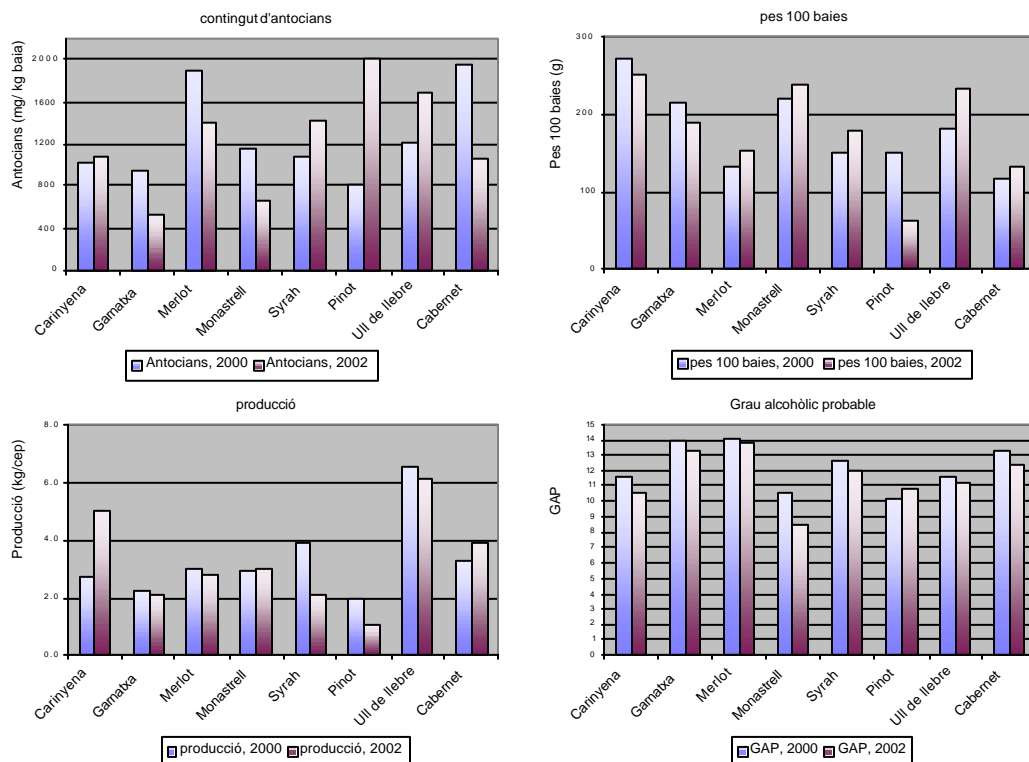 contingut d'antocians
Antocians (mg/ kg baia)
2000
1600
1200
800
400
0
Carinyena
Garnatxa
Merlot
Monastrell
Syrah
Pinot
Ull de llebre
Cabernet
Antocians, 2000
Antocians, 2002
pes 100 baies
Pes 100 baies (g)
300
200
100
0
Carinyena
Garnatxa
Merlot
Monastrell
Syrah
Pinot
Ull de llebre
Cabernet
pes 100 baies, 2000
pes 100 baies, 2002
producció
Producció (kg/cep)
8.0
6.0
4.0
2.0
0.0
Carinyena
Garnatxa
Merlot
Monastrell
Syrah
Pinot
Ull de llebre
Cabernet
producció, 2000
producció, 2002
Grau alcohòlic probable
GAP
15
14
13
12
11
10
9
8
7
6
5
4
3
2
1
0
Carinyena
Garnatxa
Merlot
Monastrell
Syrah
Pinot
Ull de llebre
Cabernet
GAP, 2000
GAP, 2002